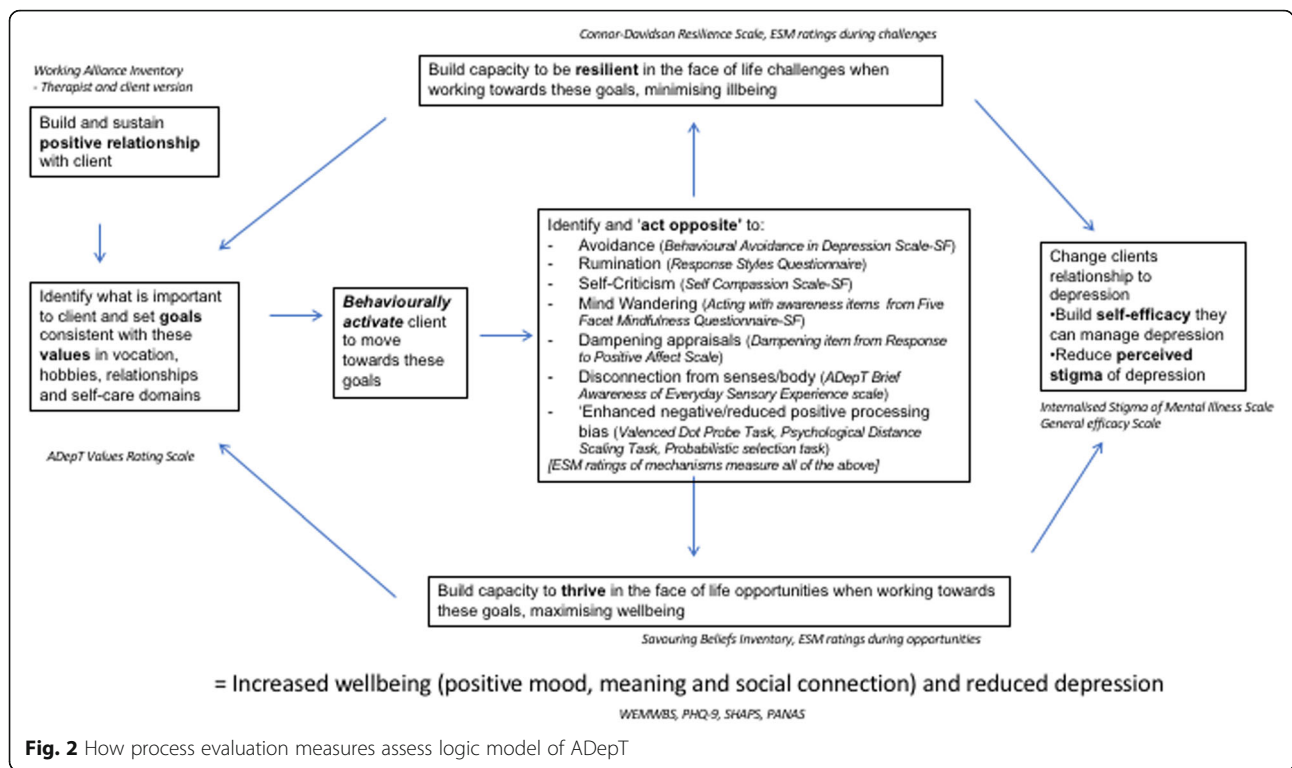 Connor-Davidson Resilience Scale, ESM ratings during challenges
Working Alliance Inventory
- Therapist and client version
Build capacity to be resilient in the face of life challenges when
working towards these goals, minimising illbeing
Build and sustain
positive relationship
with client
Identify and 'act opposite' to:
- Avoidance (Behavioural Avoidance in Depression Scale-SF)
- Rumination (Response Styles Questionnaire)
- Self-Criticism (Self Compassion Scale-SF)
- Mind Wandering (Acting with awareness items from Five
Facet Mindfulness Questionnaire-SF)
- Dampening appraisals (Dampening item from Response
to Positive Affect Scale)
- Disconnection from senses/body (ADepT Brief
Awareness of Everyday Sensory Experience scale)
- 'Enhanced negative/reduced positive processing
bias (Valenced Dot Probe Task, Psychological Distance
Scaling Task, Probabilistic selection task)
[ESM ratings of mechanisms measure all of the above]
Identify what is important
to client and set goals
consistent with these
values in vocation,
hobbies, relationships
and self-care domains
ADepT Values Rating Scale
Behaviourally
activate client
to move
towards these
goals
Change clients
relationship to
depression
•Build self-efficacy they
can manage depression
•Reduce perceived
stigma of depression
Internalised Stigma of Mental Illness Scale
General efficacy Scale
Build capacity to thrive in the face of life opportunities when working towards
these goals, maximising wellbeing
Savouring Beliefs Inventory, ESM ratings during opportunities
= Increased wellbeing (positive mood, meaning and social connection) and reduced depression
WEMWBS, PHQ-9, SHAPS, PANAS
Fig. 2 How process evaluation measures assess logic model of ADepT